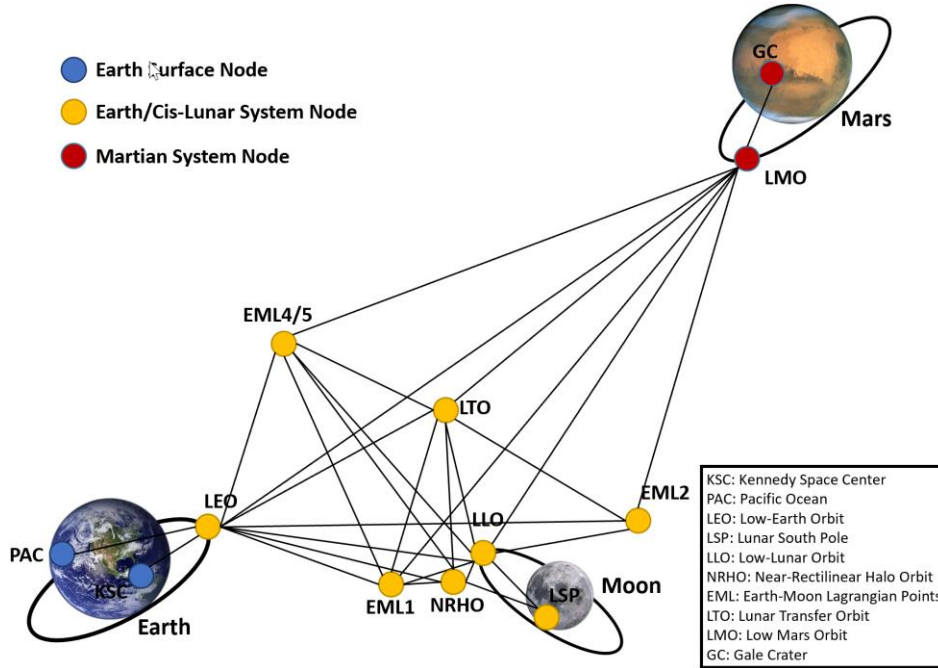 Earth Surface Node
Earth/Cis-Lunar System Node
Martian System Node
GC
Mars
LMO
EML4/5
LTO
LEO
EML2
LLO
PAC
KSC
EML1
NRHO
LSP
Moon
Earth
KSC: Kennedy Space Center
PAC: Pacific Ocean
LEO: Low-Earth Orbit
LSP: Lunar South Pole
LLO: Low-Lunar Orbit
NRHO: Near-Rectilinear Halo Orbit
EML: Earth-Moon Lagrangian Points
LTO: Lunar Transfer Orbit
LMO: Low Mars Orbit
GC: Gale Crater